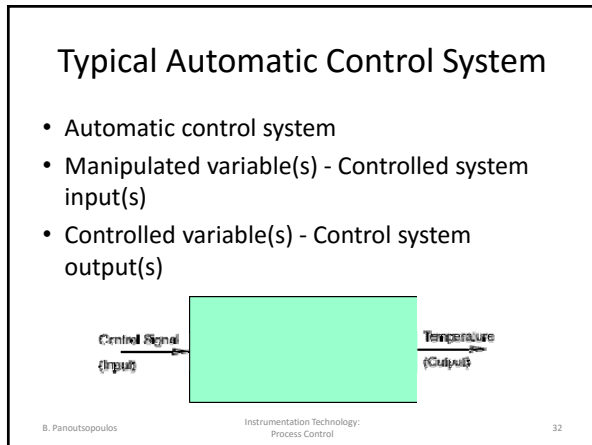 Typical Automatic Control System
• Automatic control system
• Manipulated variable(s) - Controlled system
input(s)
• Controlled variable(s) - Control system
output(s)
Control Signal
(Input)
Temperature
(Output)
B. Panoutsopoulos
Instrumentation Technology:
Process Control
32